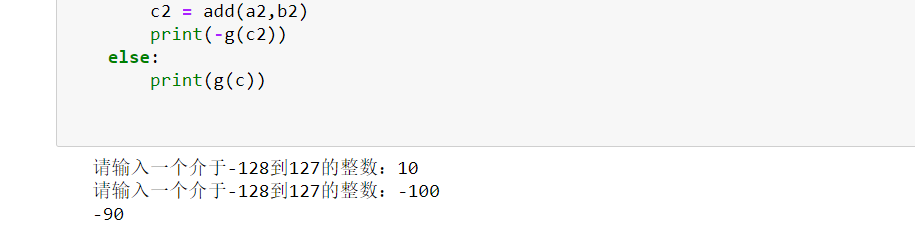 c2 = add(a2,b2)
print(-g(c2))
else:
print(g(c))
请输入一个介于-128到127的整数：10
请输入一个介于-128到127的整数：-100
-90